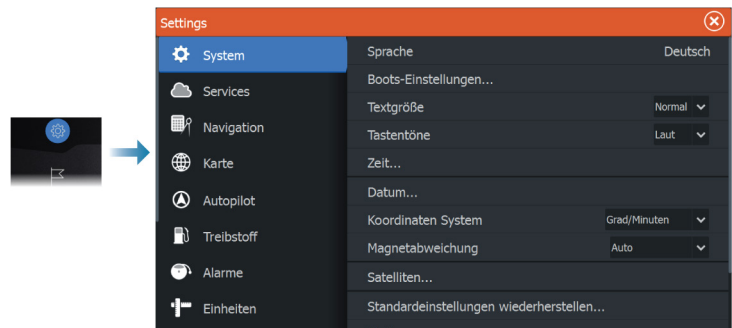 Settings
System
Services
Navigation
Karte
Autopilot
Treibstoff
Alarme
Einheiten
Sprache Deutsch
Boots-Einstellungen...
Textgröße Normal
Tastentöne Laut
Zeit...
Datum...
Koordinaten System Grad/Minuten
Magnetabweichung Auto
Satelliten...
Standardeinstellungen wiederherstellen...